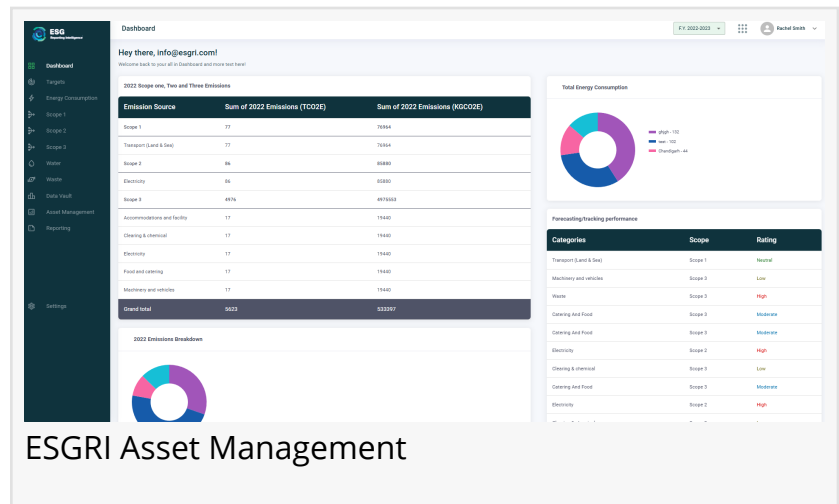 ESG
Reporting Intelligence
Dashboard
F.Y. 2022-2023
Rachel Smith
Hey there, info@esgri.com!
Welcome back to your all in Dashboard and more text here!
Dashboard
Targets
Energy Consumption
Scope 1
Scope 2
Scope 3
Water
Waste
Data Vault
Asset Management
Reporting
Settings
2022 Scope one, Two and Three Emissions
Emission Source Sum of 2022 Emissions (TCO2E) Sum of 2022 Emissions (KGCO2E)
Scope 1 77 76964
Transport (Land & Sea) 77 76964
Scope 2 86 85880
Electricity 86 85880
Scope 3 4976 4975553
Accommodations and facility 17 19440
Clearing & chemical 17 19440
Electricity 17 19440
Food and catering 17 19440
Machinery and vehicles 17 19440
Grand total 5623 533397
2022 Emissions Breakdown
Total Energy Consumption
Chandigarh - 44
Forecasting/tracking performance
Categories Scope Rating
Transport (Land & Sea) Scope 1 Neutral
Machinery and vehicles Scope 3 Low
Waste Scope 3 High
Catering And Food Scope 3 Moderate
Catering And Food Scope 3 Moderate
Electricity Scope 2 High
Clearing & chemical Scope 3 Low
Catering And Food Scope 3 Moderate
Electricity Scope 2 High
ESGRI Asset Management